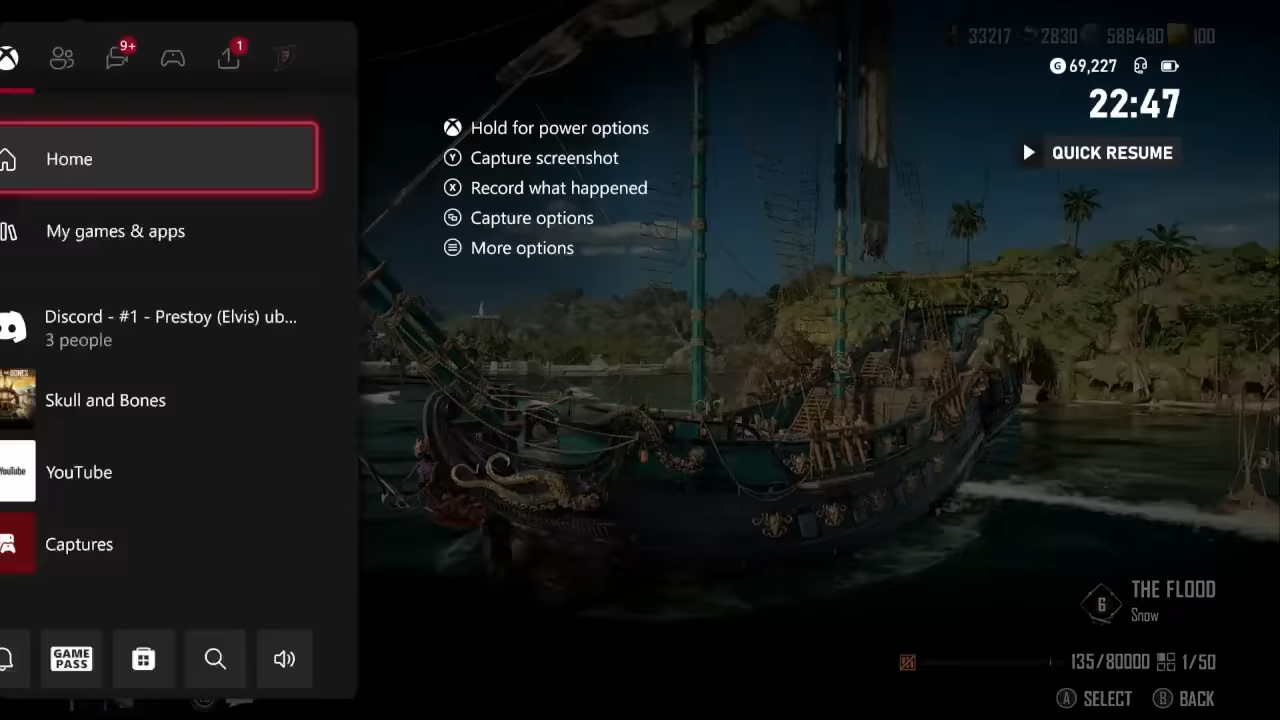 9+
1
Home
My games & apps
Discord - #1 - Prestoy (Elvis) ub...
3 people
Skull and Bones
YouTube
YouTube
Captures
GAME PASS
Hold for power options
Y Capture screenshot
X Record what happened
Capture options
More options
33217 2830 586480 100
G 69,227
22:47
QUICK RESUME
6 THE FLOOD
Snow
135/80000 1/50
A SELECT B BACK